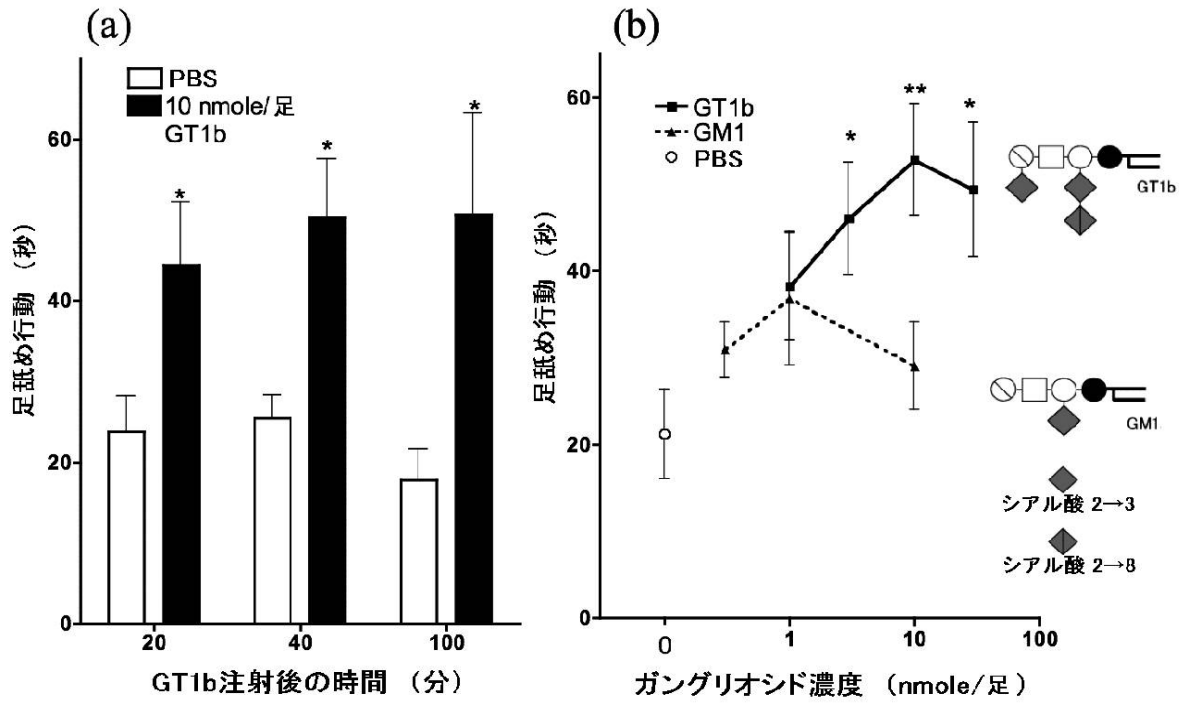 (a)
PBS
10 nmole/足
GT1b
*
*
*
60
40
20
0
足舐め行動 (秒)
20
40
100
GT1b注射後の時間 (分)
(b)
GT1b
GM1
PBS
*
**
*
60
40
20
0
足舐め行動 (秒)
0
1
10
100
ガングリオシド濃度 (nmole/足)
GT1b
GM1
シアル酸 2→3
シアル酸 2→8